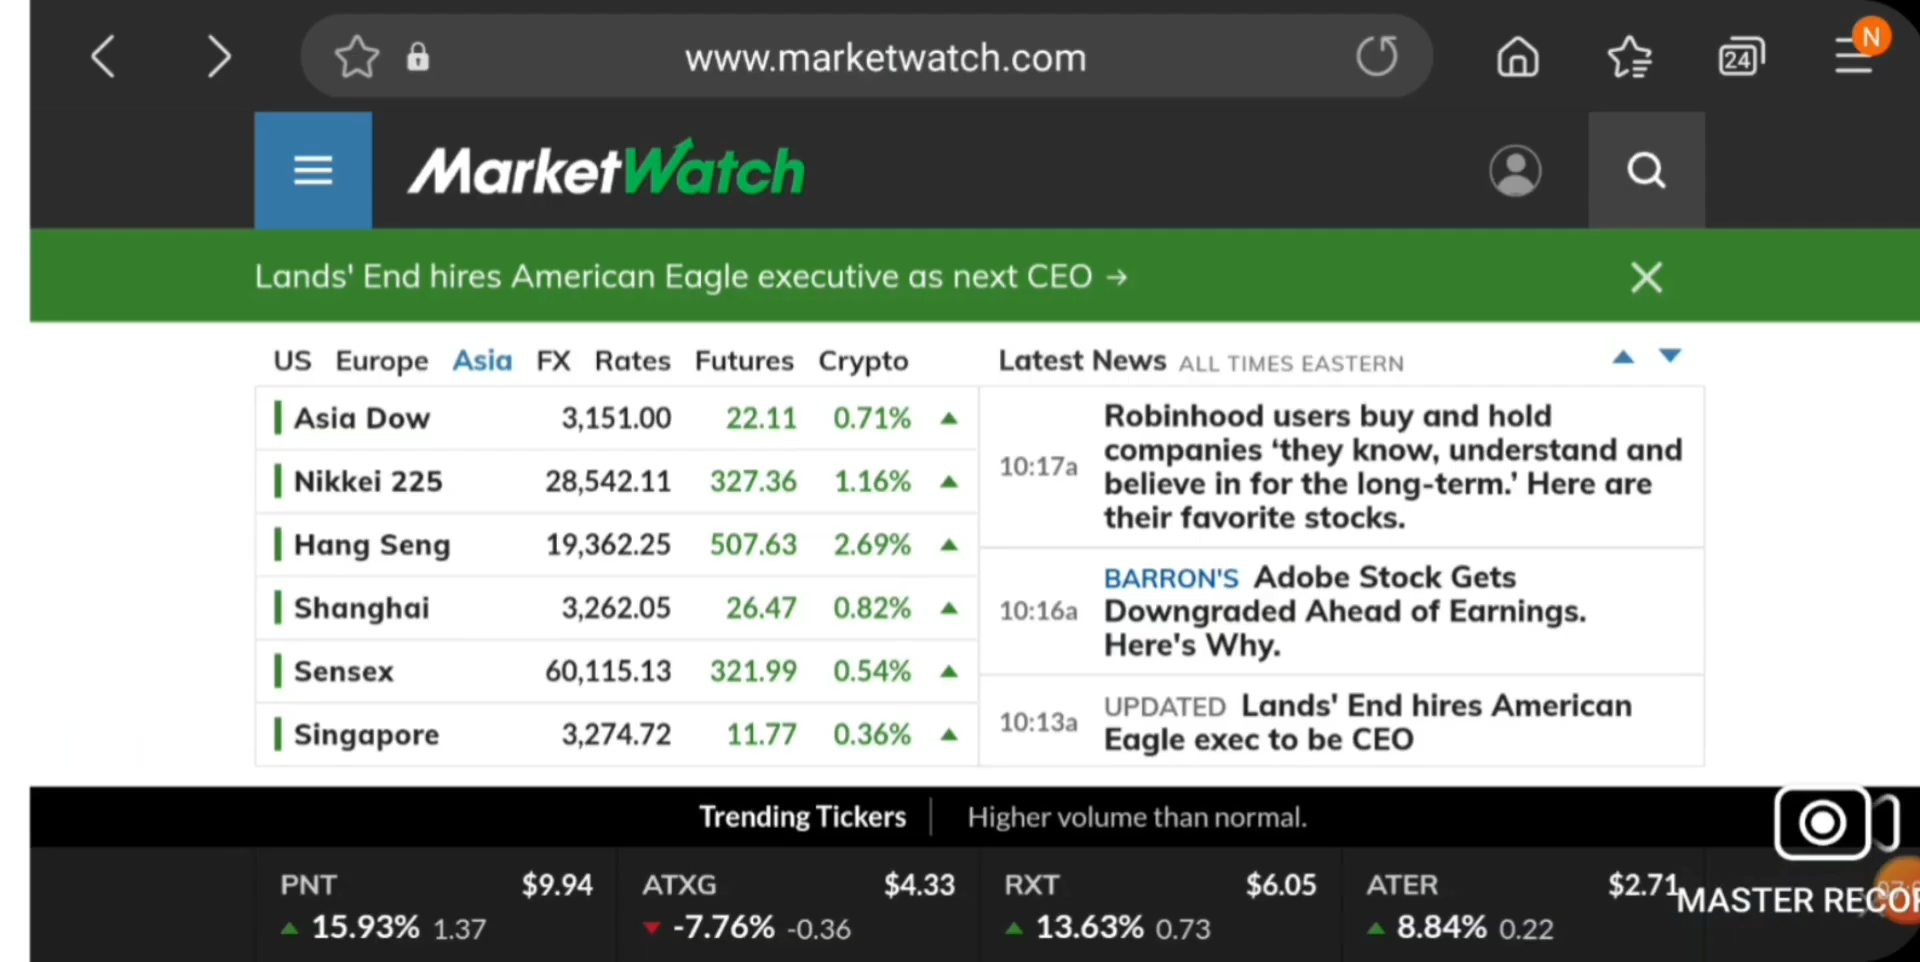 www.marketwatch.com
24
N
MarketWatch
Lands' End hires American Eagle executive as next CEO →
US Europe Asia FX Rates Futures Crypto
Asia Dow 3,151.00 22.11 0.71%
Nikkei 225 28,542.11 327.36 1.16%
Hang Seng 19,362.25 507.63 2.69%
Shanghai 3,262.05 26.47 0.82%
Sensex 60,115.13 321.99 0.54%
Singapore 3,274.72 11.77 0.36%
Latest News ALL TIMES EASTERN
10:17a
Robinhood users buy and hold
companies ‘they know, understand and
believe in for the long-term.’ Here are
their favorite stocks.
10:16a
BARRON'S Adobe Stock Gets
Downgraded Ahead of Earnings.
Here's Why.
10:13a
UPDATED Lands' End hires American
Eagle exec to be CEO
Trending Tickers | Higher volume than normal.
PNT $9.94
15.93% 1.37
ATXG $4.33
-7.76% -0.36
RXT $6.05
13.63% 0.73
ATER $2.71
8.84% 0.22
MASTER RECOR